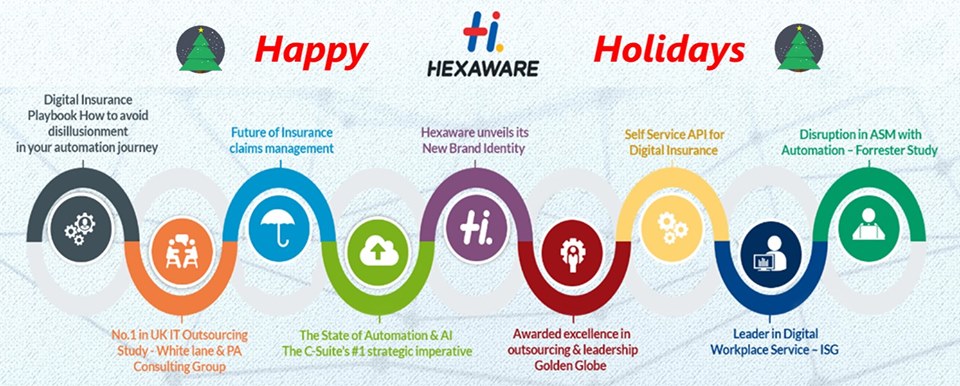 Happy
Hi.
HEXAWARE
Holidays
Digital Insurance
Playbook How to avoid
disillusionment
in your automation journey
Future of Insurance
claims management
Hexaware unveils its
New Brand Identity
Self Service API for
Digital Insurance
Disruption in ASM with
Automation – Forrester Study
Hi.
No.1 in UK IT Outsourcing
Study - White lane & PA
Consulting Group
The State of Automation & AI
The C-Suite's #1 strategic imperative
Awarded excellence in
outsourcing & leadership
Golden Globe
Leader in Digital
Workplace Service – ISG